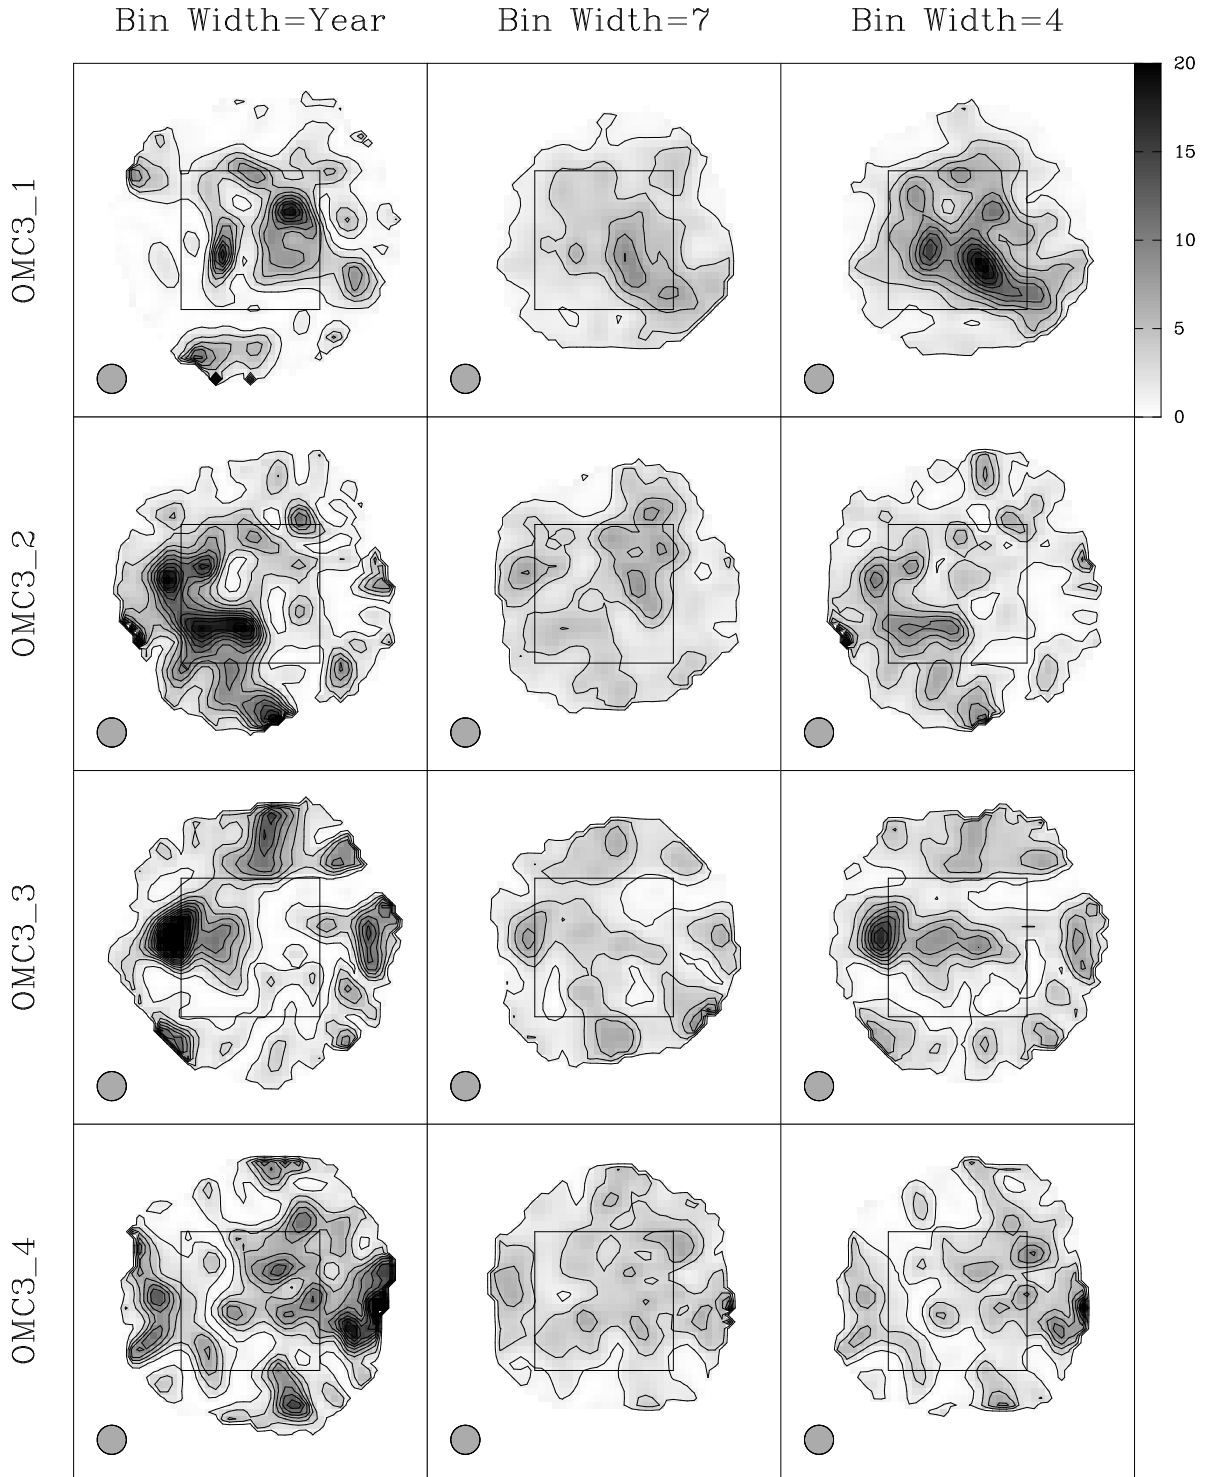 Bin Width=Year Bin Width=7 Bin Width=4
OMC3_1
20
15
10
5
0
OMC3_2
OMC3_3
OMC3_4